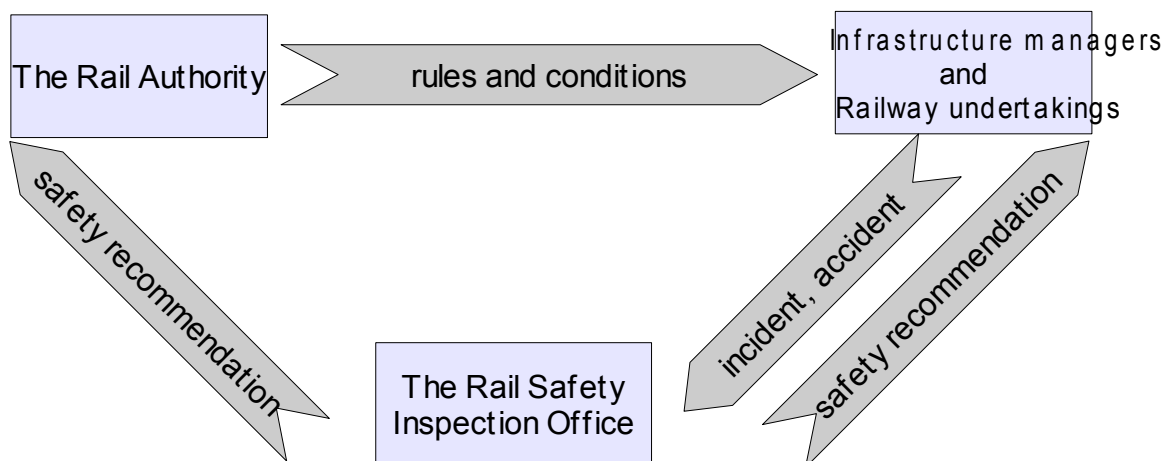 The Rail Authority
rules and conditions
Infrastructure managers
and
Railway undertakings
safety recommendation
incident, accident
safety recommendation
The Rail Safety
Inspection Office